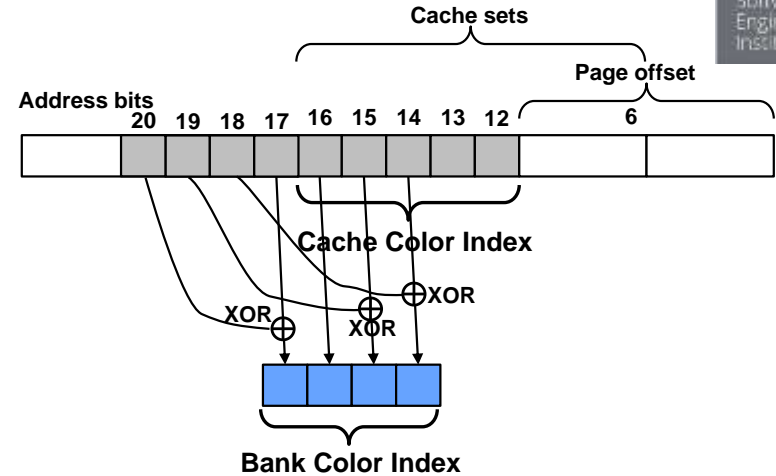 Cache sets
Page offset
Address bits
20 19 18 17 16 15 14 13 12 6
Cache Color Index
XOR
XOR
XOR
Bank Color Index